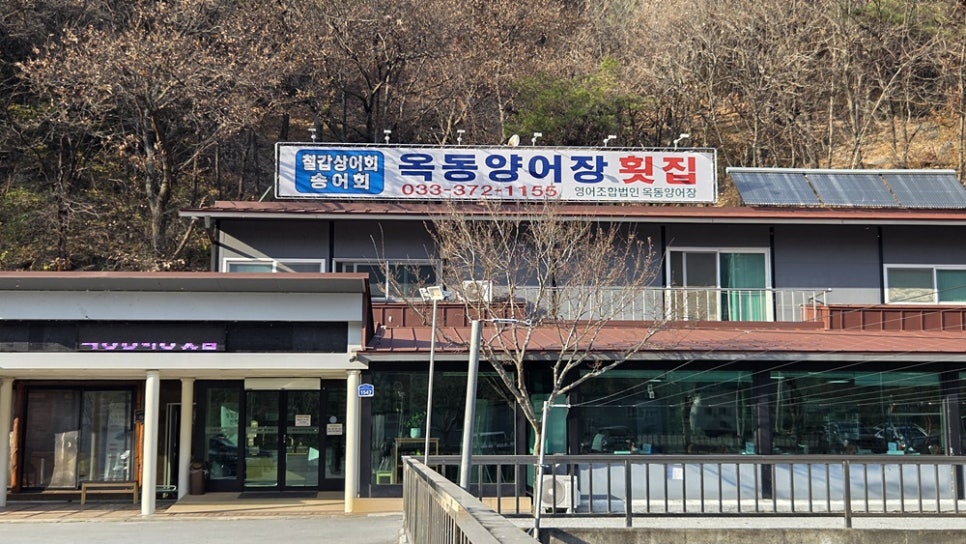 철갑상어회
송어회
옥동양어장 횟집
033-372-1155
영어조합법인 옥동양어장